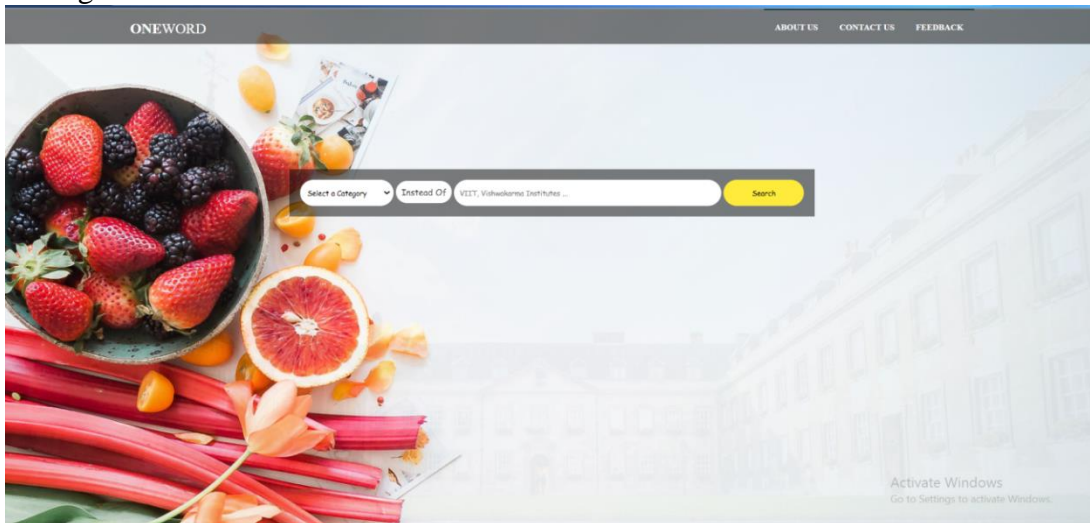 ONEWORD
ABOUT US CONTACT US FEEDBACK
Select a Category Instead Of VIIT, Vishwakarma Institutes ... Search
Activate Windows
Go to Settings to activate Windows.